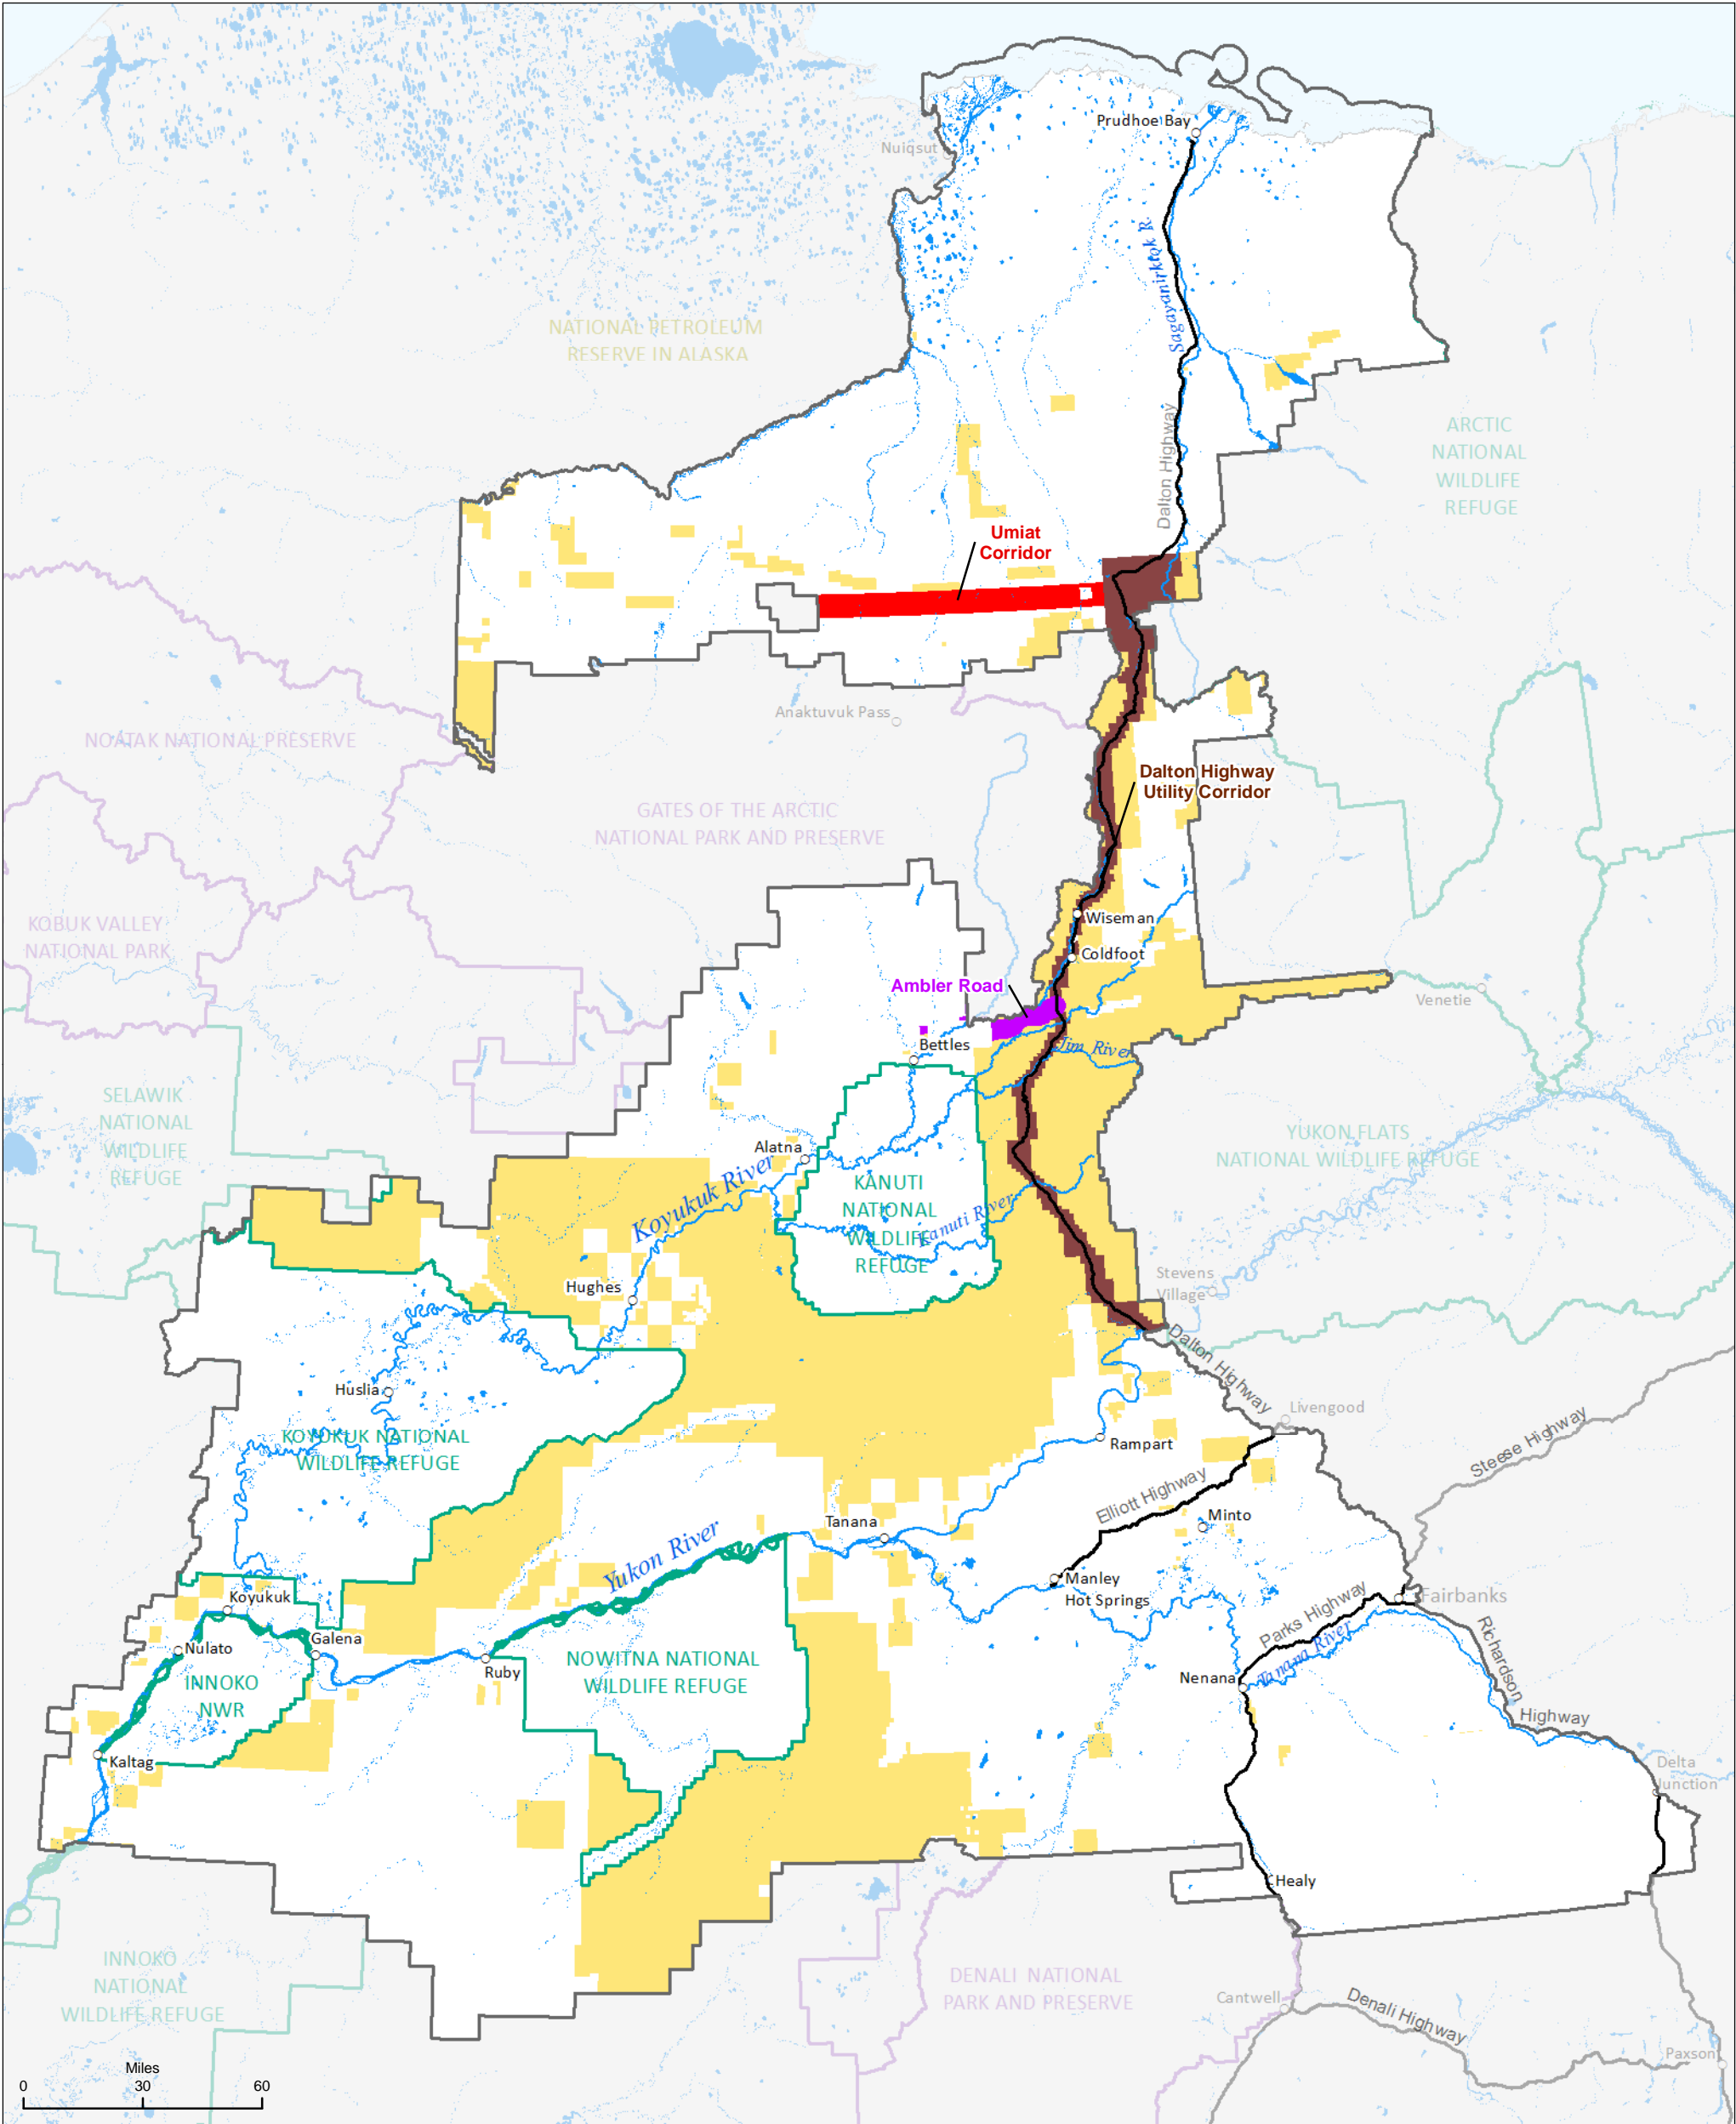 Prudhoe Bay
Nuiqsut
Sagavanirktok R.
NATIONAL PETROLEUM
RESERVE IN ALASKA
Dalton Highway
ARCTIC
NATIONAL
WILDLIFE
REFUGE
Umiat
Corridor
Anaktuvuk Pass
NOATAK NATIONAL PRESERVE
Dalton Highway
Utility Corridor
GATES OF THE ARCTIC
NATIONAL PARK AND PRESERVE
KOBUK VALLEY
NATIONAL PARK
Wiseman
Coldfoot
Ambler Road
Venetie
Bettles
Jim River
SELAWIK
NATIONAL
WILDLIFE
REFUGE
YUKON FLATS
NATIONAL WILDLIFE REFUGE
Alatna
Koyukuk River
KANUTI
NATIONAL
WILDLIFE
REFUGE
Kanuti River
Hughes
Stevens
Village
Dalton Highway
Huslia
Livengood
KOYUKUK NATIONAL
WILDLIFE REFUGE
Rampart
Steese Highway
Elliott Highway
Minto
Tanana
Yukon River
Manley
Hot Springs
Koyukuk
Parks Highway
Fairbanks
Nulato
Galena
Ruby
Tanana River
Richardson
Highway
INNOKO
NWR
NOWITNA NATIONAL
WILDLIFE REFUGE
Nenana
Kaltag
Delta
Junction
Healy
INNOKO
NATIONAL
WILDLIFE REFUGE
DENALI NATIONAL
PARK AND PRESERVE
Cantwell
Denali Highway
Paxson
Miles
0 30 60